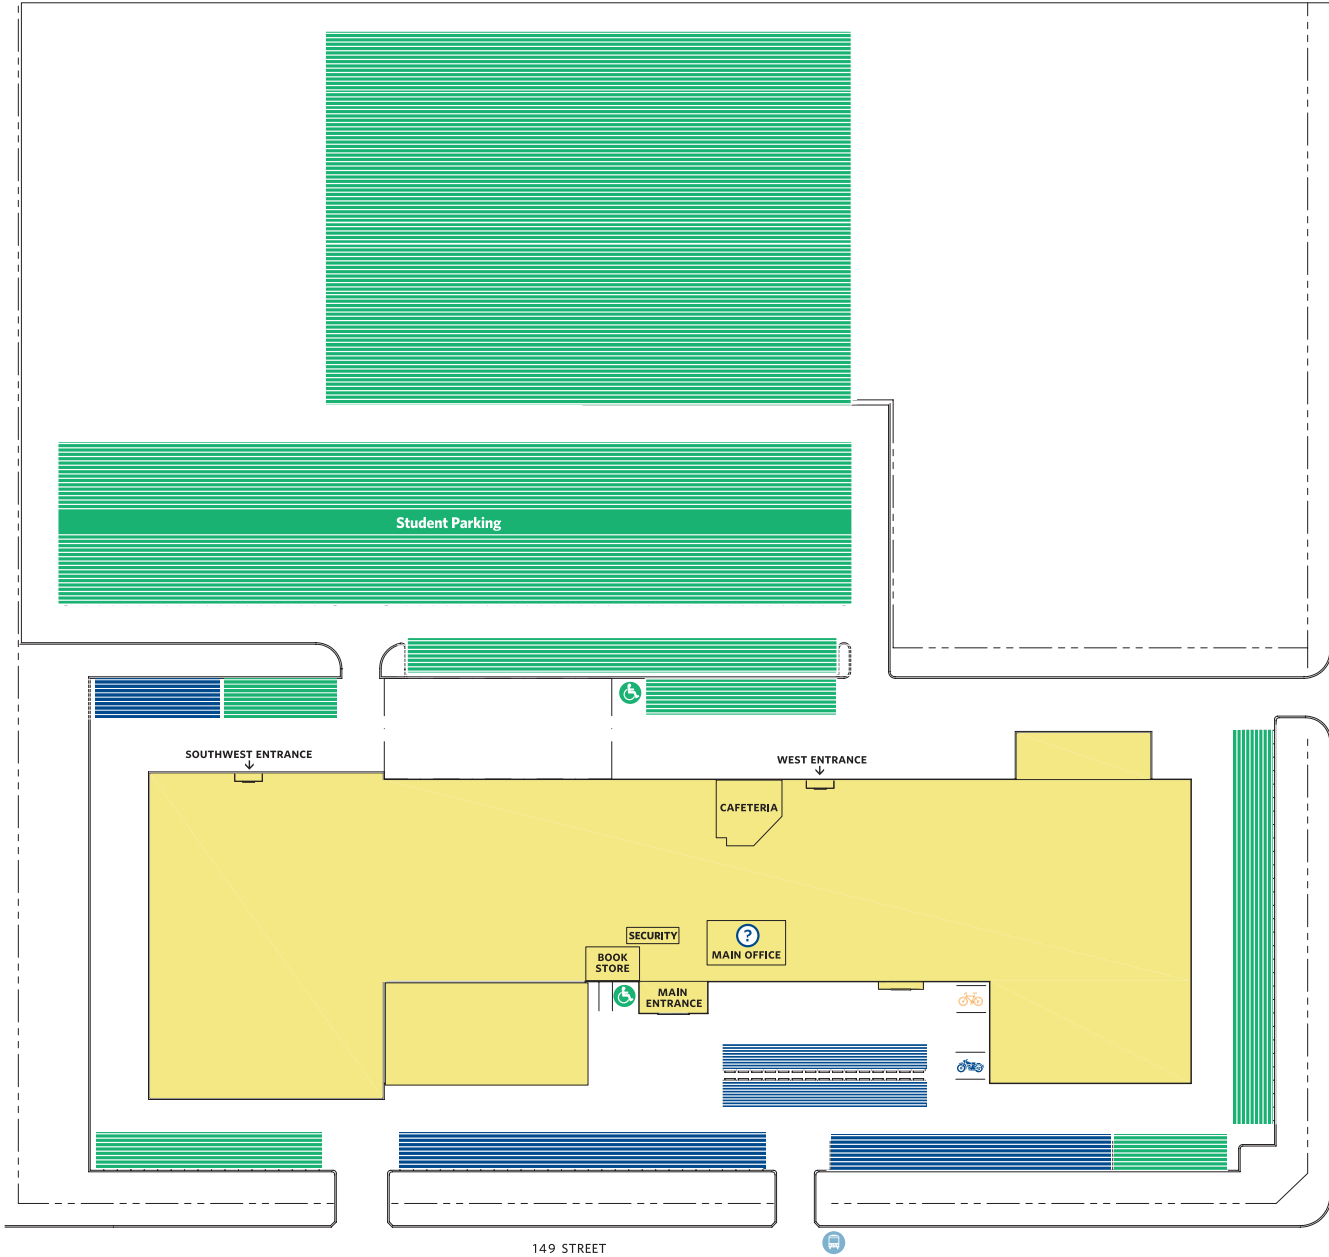 Student Parking
SOUTHWEST ENTRANCE
WEST ENTRANCE
CAFETERIA
SECURITY
?
MAIN OFFICE
BOOK
STORE
MAIN
ENTRANCE
149 STREET